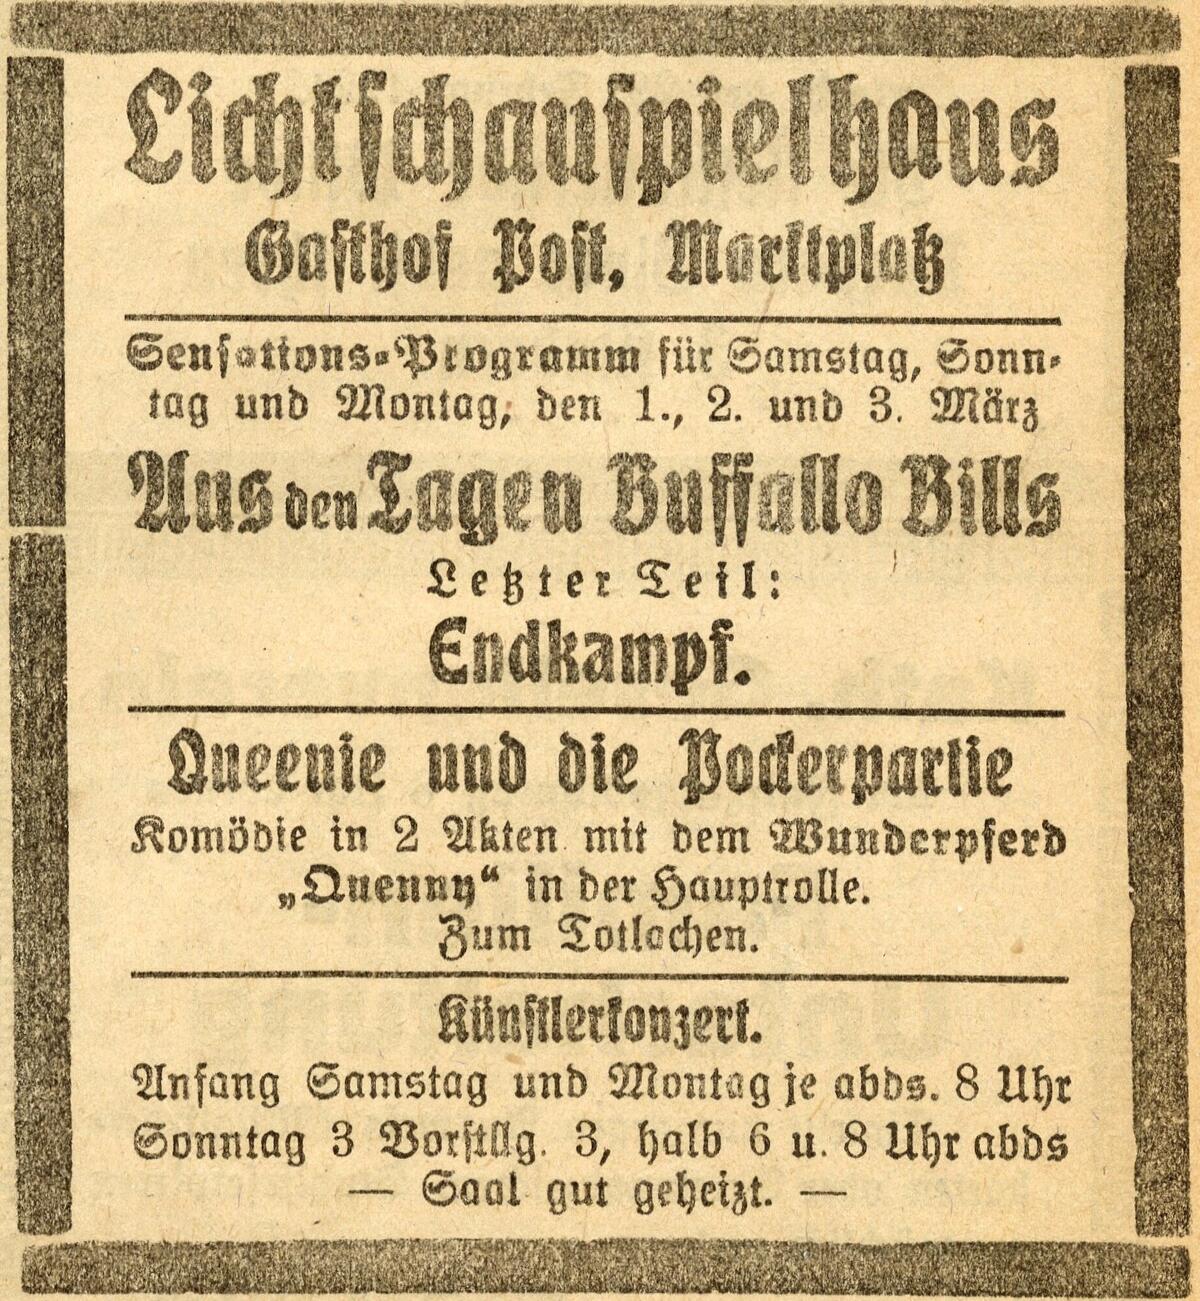 Lichtschauspielhaus
Gasthof Post, Marktplatz
Sensations-Programm für Samstag, Sonn-
tag und Montag, den 1., 2. und 3. März
Aus den Tagen Buffallo Bills
Letzter Teil:
Endkampf.
Queenie und die Pockerpartie
Komödie in 2 Akten mit dem Wunderpferd
„Quenny“ in der Hauptrolle.
Zum Totlachen.
Künstlerkonzert.
Anfang Samstag und Montag je abds. 8 Uhr
Sonntag 3 Vorstllg. 3, halb 6 u. 8 Uhr abds
— Saal gut geheizt. —